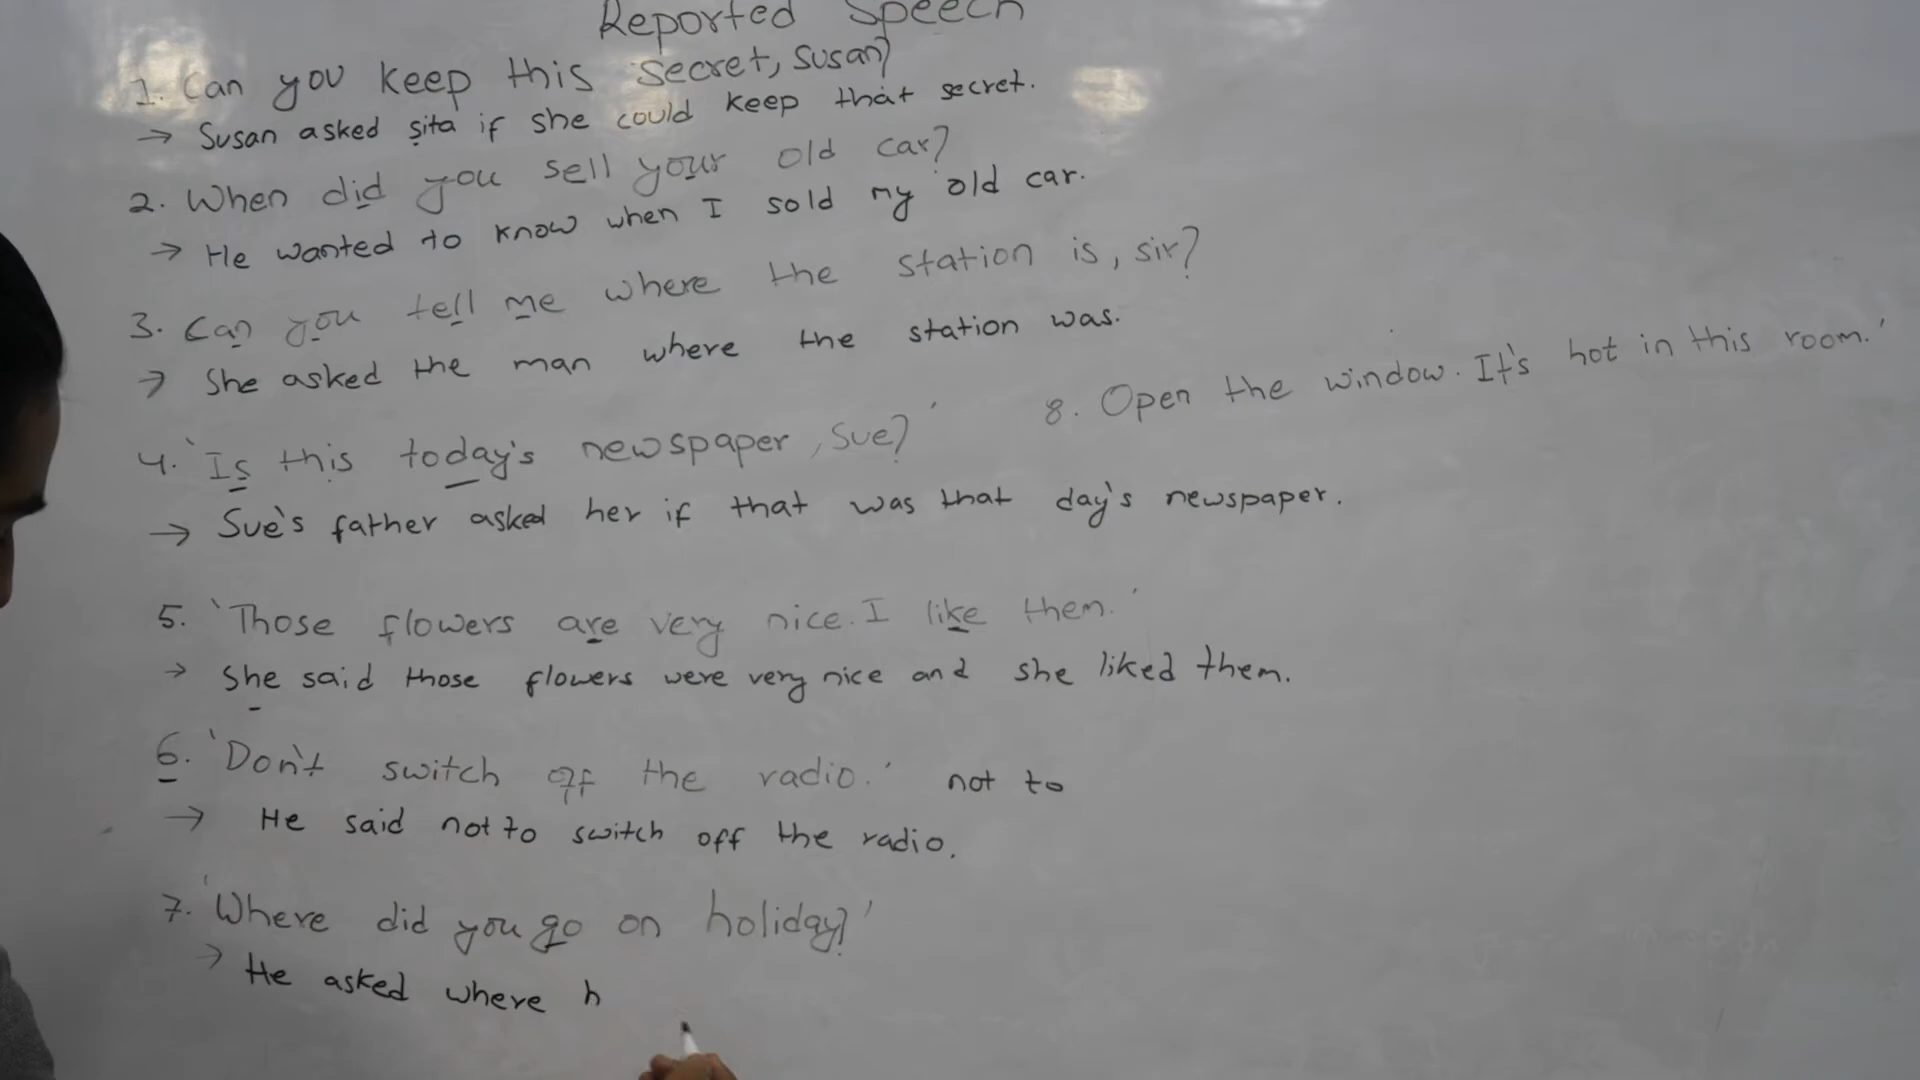 Reported Speech
1. Can you keep this secret, Susan?
→ Susan asked sita if she could keep that secret.
2. When did you sell your old car?
→ He wanted to know when I sold my old car.
3. Can you tell me where the station is, sir?
→ She asked the man where the station was.
4. 'Is this today's newspaper, Sue?'
→ Sue's father asked her if that was that day's newspaper.
5. 'Those flowers are very nice. I like them.'
→ She said those flowers were very nice and she liked them.
6. 'Don't switch off the radio.' not to
→ He said not to switch off the radio.
7. 'Where did you go on holiday?'
→ He asked where h
8. Open the window. It's hot in this room.'